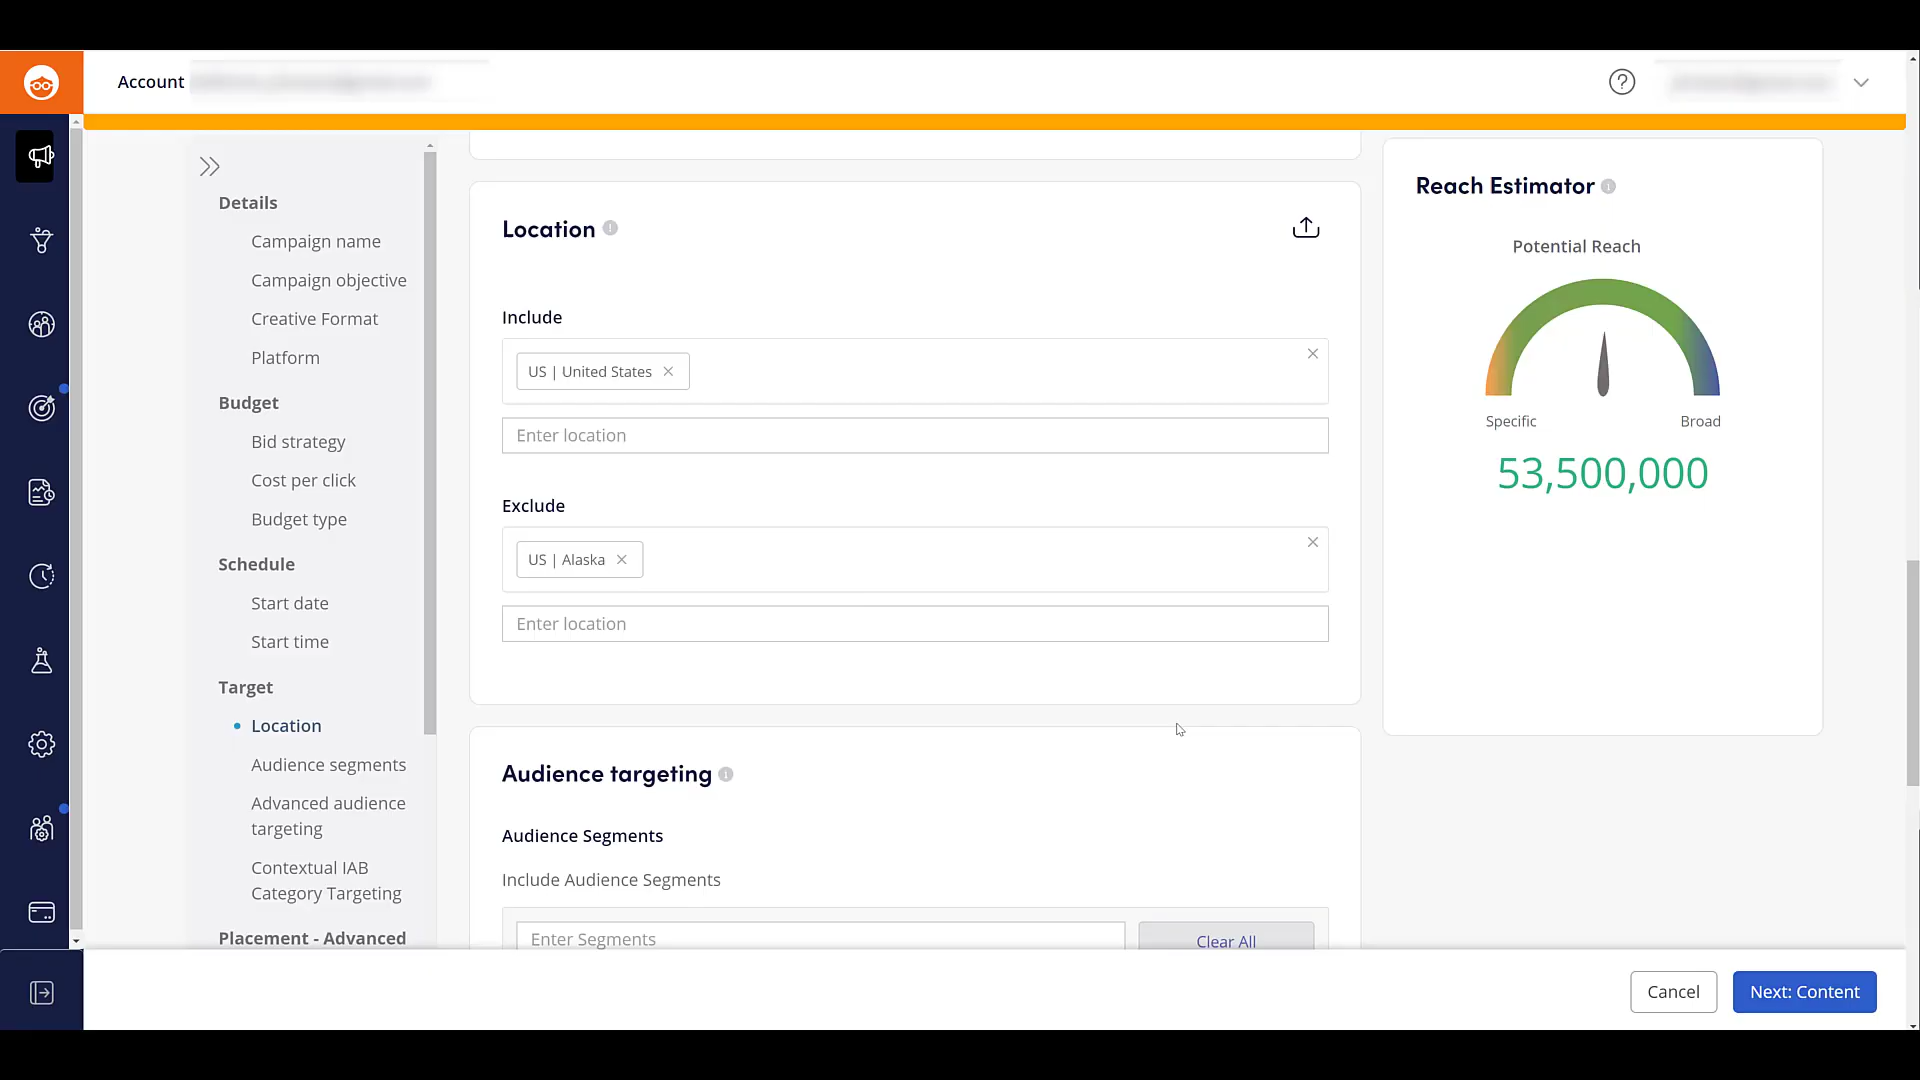 Account
Details
Campaign name
Campaign objective
Creative Format
Platform
Budget
Bid strategy
Cost per click
Budget type
Schedule
Start date
Start time
Target
Location
Audience segments
Advanced audience
targeting
Contextual IAB
Category Targeting
Placement - Advanced
Location
Include
US | United States
Enter location
Exclude
US | Alaska
Enter location
Audience targeting
Audience Segments
Include Audience Segments
Enter Segments
Clear All
Reach Estimator
Potential Reach
Specific
Broad
53,500,000
Cancel
Next: Content